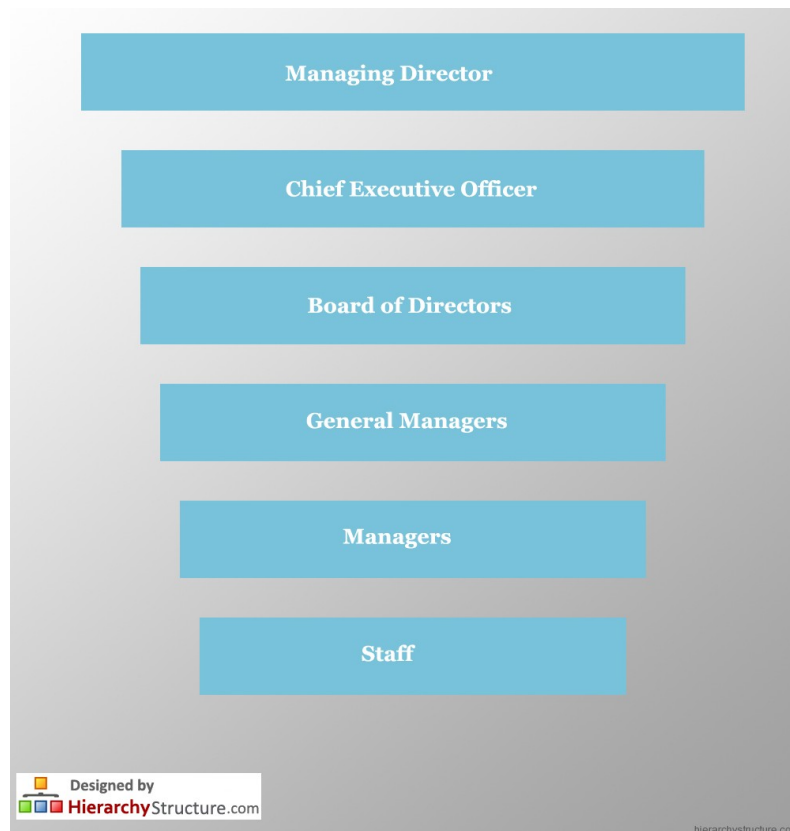 Managing Director
Chief Executive Officer
Board of Directors
General Managers
Managers
Staff
Designed by
HierarchyStructure.com